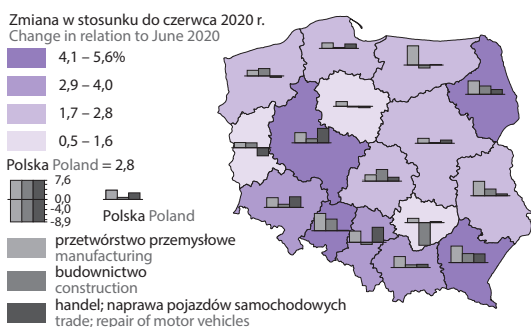 Zmiana w stosunku do czerwca 2020 r.
Change in relation to June 2020
4,1 – 5,6%
2,9 – 4,0
1,7 – 2,8
0,5 – 1,6
Polska Poland = 2,8
7,6
0,0
-4,0
-8,9
Polska Poland
przetwórstwo przemysłowe
manufacturing
budownictwo
construction
handel; naprawa pojazdów samochodowych
trade; repair of motor vehicles